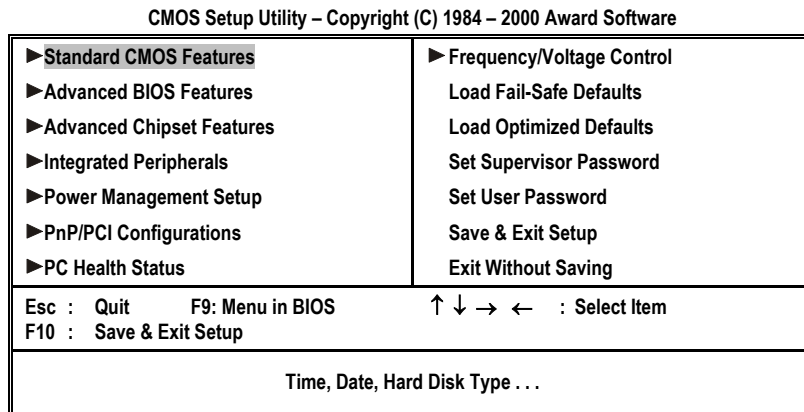 CMOS Setup Utility – Copyright (C) 1984 – 2000 Award Software
►Standard CMOS Features
►Advanced BIOS Features
►Advanced Chipset Features
►Integrated Peripherals
►Power Management Setup
►PnP/PCI Configurations
►PC Health Status
►Frequency/Voltage Control
Load Fail-Safe Defaults
Load Optimized Defaults
Set Supervisor Password
Set User Password
Save & Exit Setup
Exit Without Saving
Esc : Quit F9: Menu in BIOS ↑ ↓ → ← : Select Item
F10 : Save & Exit Setup
Time, Date, Hard Disk Type . . .